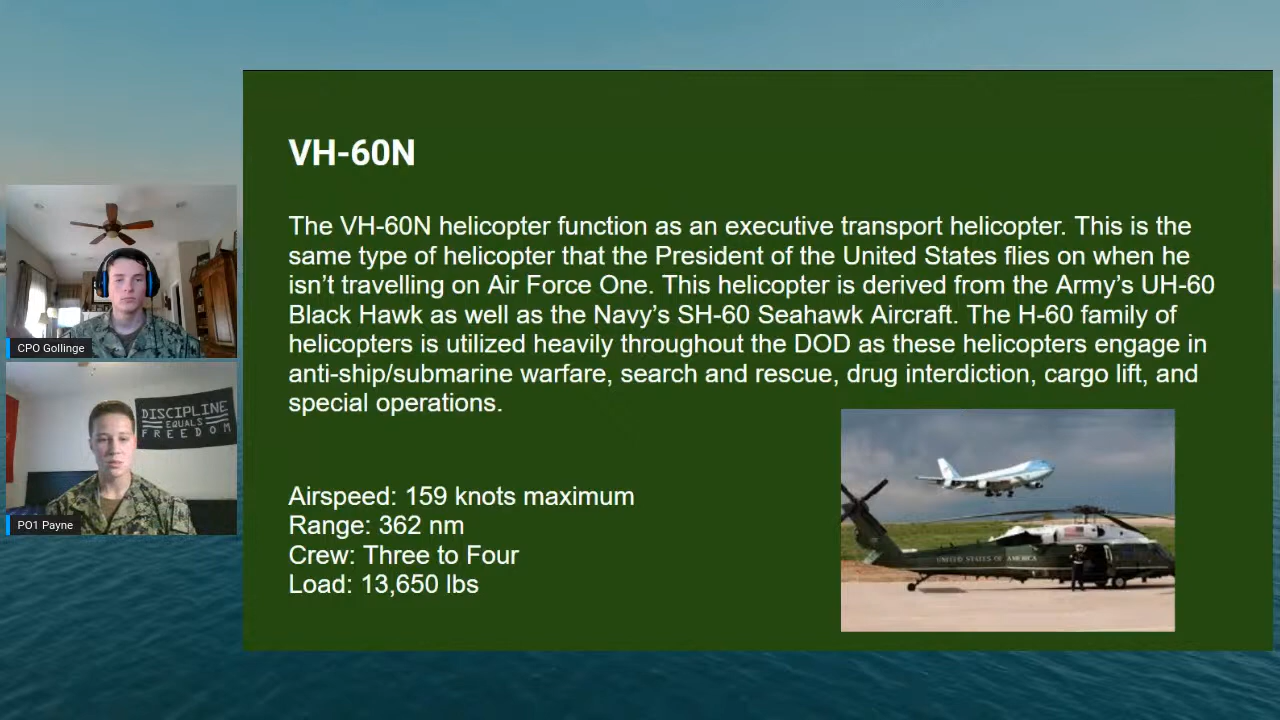 VH-60N
The VH-60N helicopter function as an executive transport helicopter. This is the
same type of helicopter that the President of the United States flies on when he
isn’t travelling on Air Force One. This helicopter is derived from the Army’s UH-60
Black Hawk as well as the Navy’s SH-60 Seahawk Aircraft. The H-60 family of
helicopters is utilized heavily throughout the DOD as these helicopters engage in
anti-ship/submarine warfare, search and rescue, drug interdiction, cargo lift, and
special operations.
Airspeed: 159 knots maximum
Range: 362 nm
Crew: Three to Four
Load: 13,650 lbs
UNITED STATES OF AMERICA
CPO Gollinge
DISCIPLINE
EQUALS
FREEDOM
PO1 Payne